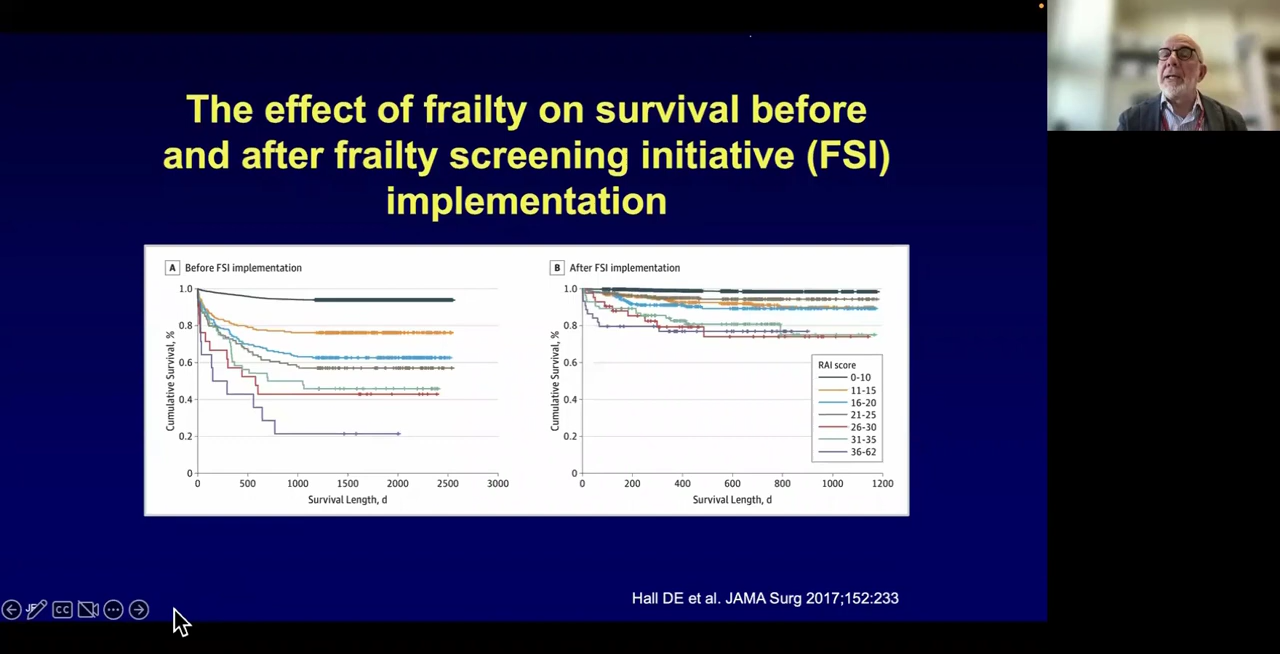 The effect of frailty on survival before
and after frailty screening initiative (FSI)
implementation
A Before FSI implementation
1.0
0.8
0.6
0.4
0.2
0
Cumulative Survival, %
0 500 1000 1500 2000 2500 3000
Survival Length, d
B After FSI implementation
1.0
0.8
0.6
0.4
0.2
0
Cumulative Survival, %
0 200 400 600 800 1000 1200
Survival Length, d
RAI score
0-10
11-15
16-20
21-25
26-30
31-35
36-62
Hall DE et al. JAMA Surg 2017;152:233
CC